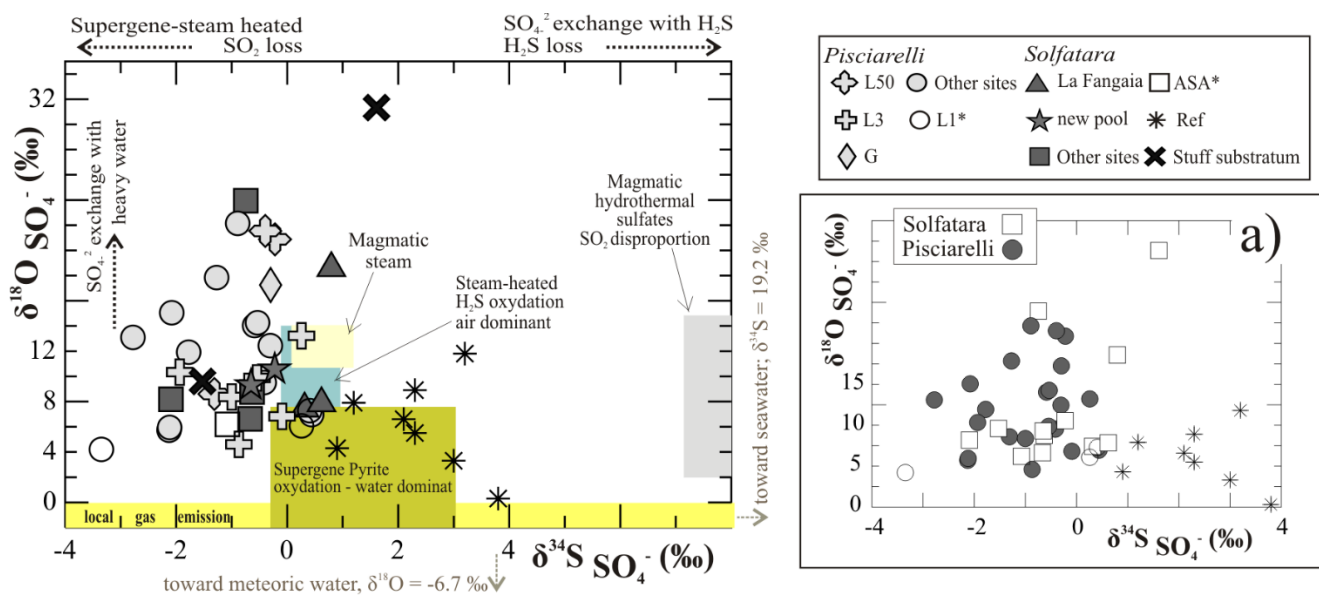 Supergene-steam heated
SO2 loss
SO4-2 exchange with H2S
H2S loss
32
4
12
8
4
0
δ18O SO4- (‰)
SO4-2 exchange with
heavy water
Magmatic
steam
Steam-heated
H2S oxydation
air dominant
Magmatic
hydrothermal
sulfates
SO2 disproportion
Supergene Pyrite
oxydation - water dominat
local gas emission
-4 -2 0 2 4
δ34S SO4- (‰)
toward meteoric water, δ18O = -6.7 ‰
toward seawater; δ34S = 19.2 ‰
Pisciarelli Solfatara
L50 Other sites La Fangaia ASA*
L3 L1* new pool Ref
G Other sites Stuff substratum
a)
Solfatara
Pisciarelli
δ18O SO4- (‰)
15
10
5
0
-4 -2 0 2 4
δ34S SO4- (‰)